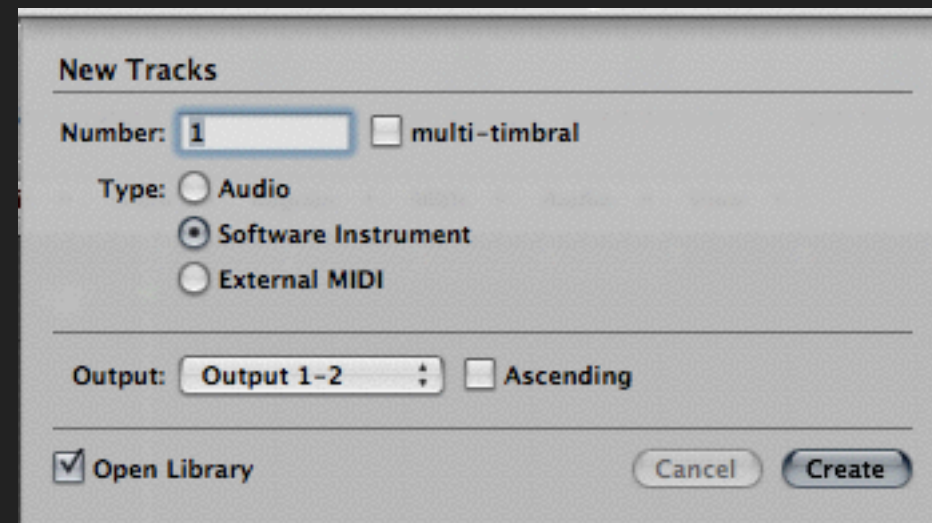 New Tracks
Number: 1 multi-timbral
Type: Audio
Software Instrument
External MIDI
Output: Output 1-2 Ascending
Open Library Cancel Create